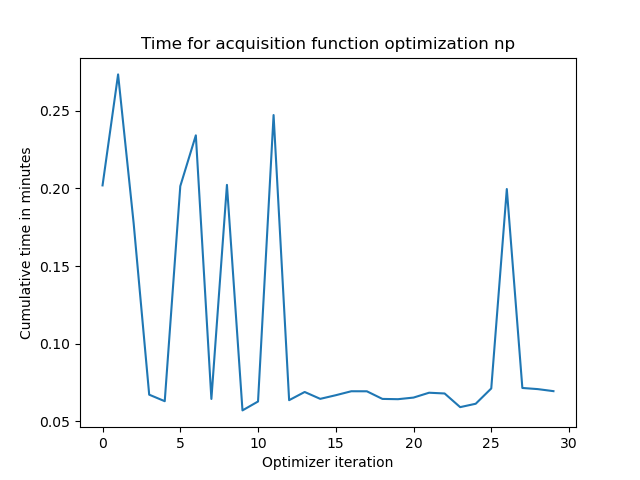 Time for acquisition function optimization np
Cumulative time in minutes
0.25
0.20
0.15
0.10
0.05
0 5 10 15 20 25 30
Optimizer iteration